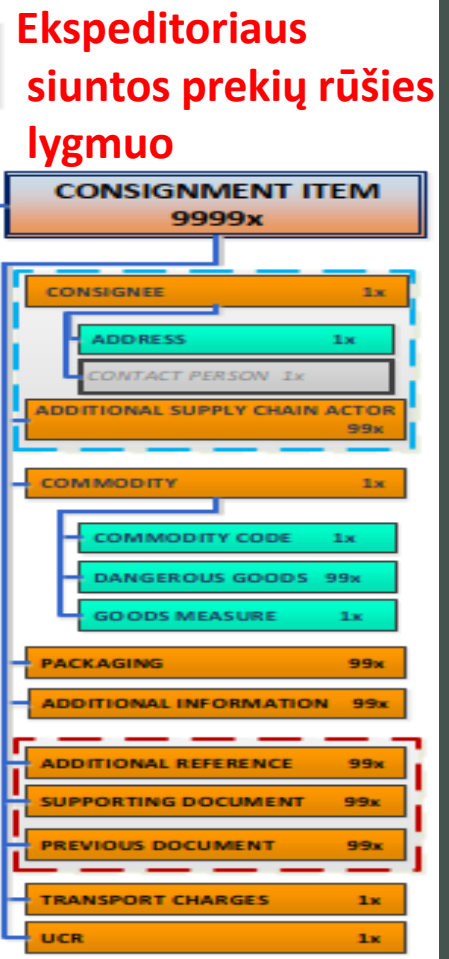 Ekspeditoriaus
siuntos prekių rūšies
lygmuo
CONSIGNMENT ITEM
9999x
CONSIGNEE 1x
ADDRESS 1x
CONTACT PERSON 1x
ADDITIONAL SUPPLY CHAIN ACTOR
99x
COMMODITY 1x
COMMODITY CODE 1x
DANGEROUS GOODS 99x
GOODS MEASURE 1x
PACKAGING 99x
ADDITIONAL INFORMATION 99x
ADDITIONAL REFERENCE 99x
SUPPORTING DOCUMENT 99x
PREVIOUS DOCUMENT 99x
TRANSPORT CHARGES 1x
UCR 1x